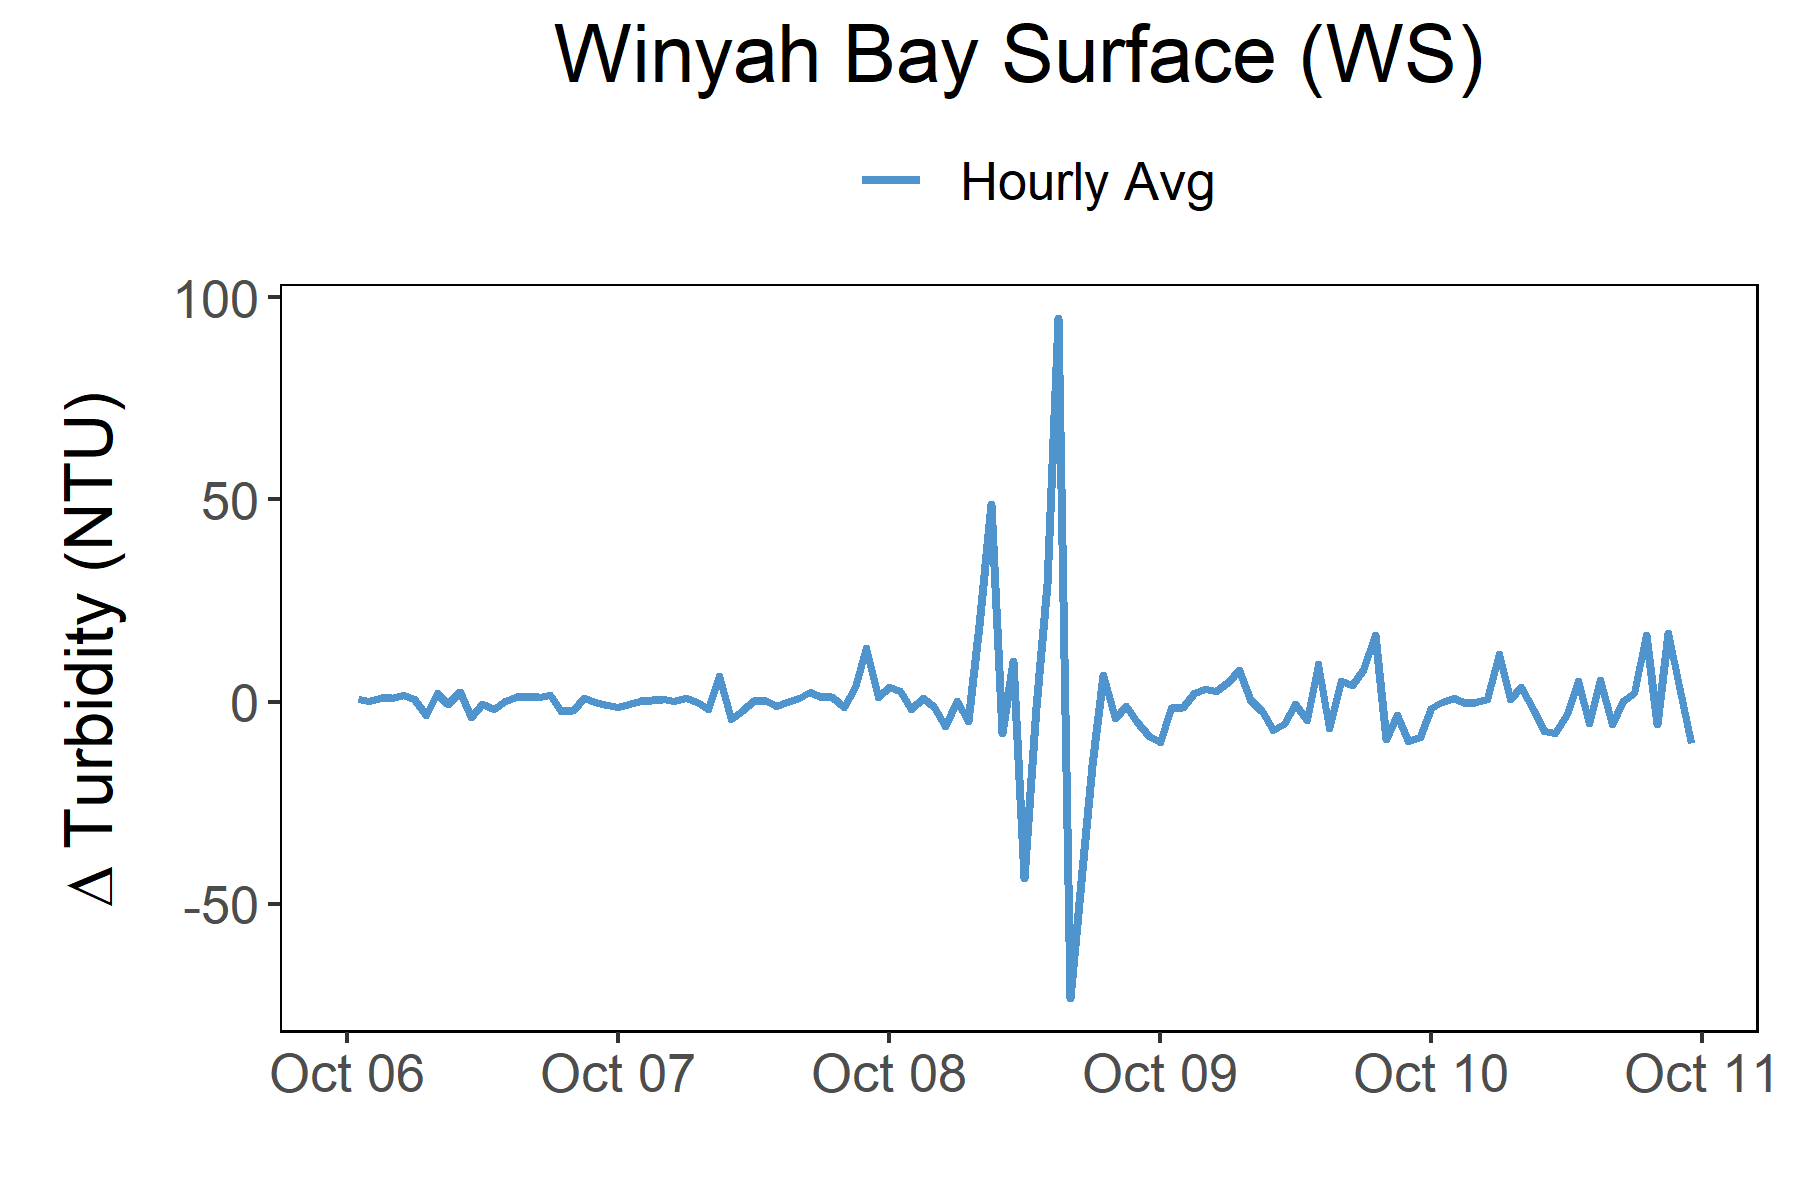 Winyah Bay Surface (WS)
Hourly Avg
Δ Turbidity (NTU)
100
50
0
-50
Oct 06
Oct 07
Oct 08
Oct 09
Oct 10
Oct 11